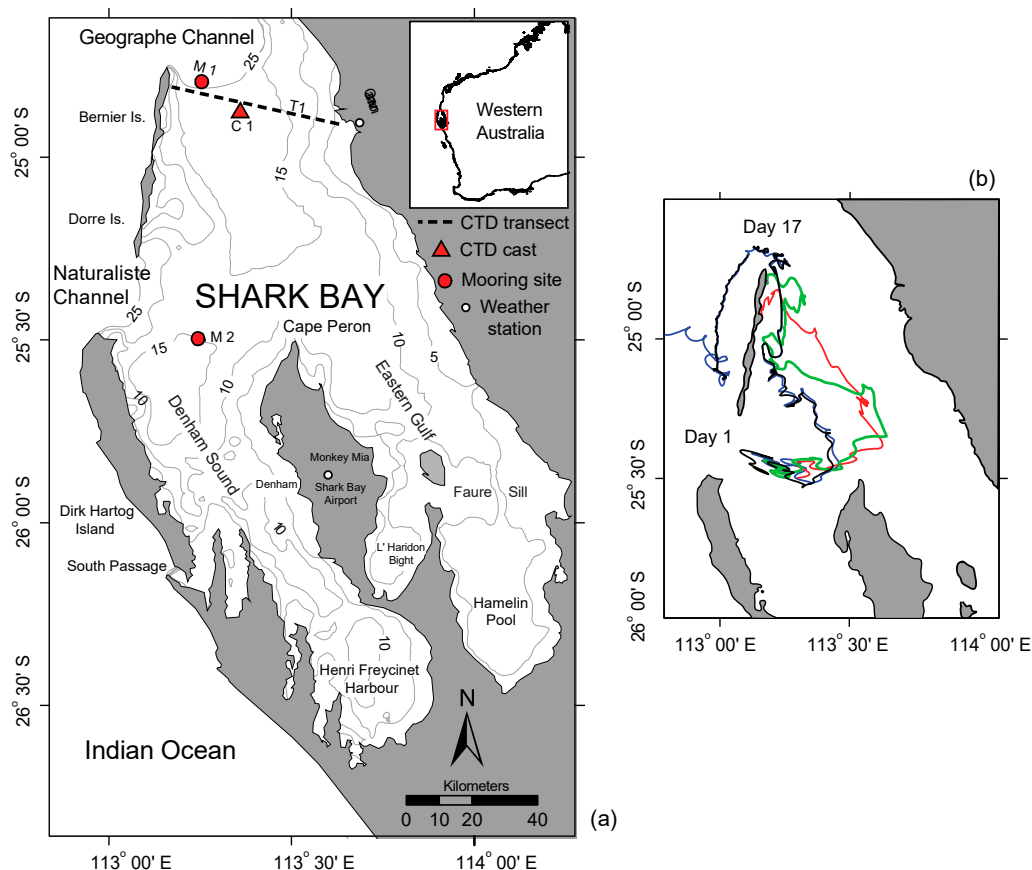 Geographe Channel
M 1
25
T1
C 1
Bernier Is.
15
Dorre Is.
Naturaliste
Channel
25
SHARK BAY
Cape Peron
M 2
15
10
10
5
10
Eastern Gulf
Denham Sound
Monkey Mia
Denham
Shark Bay
Airport
Faure Sill
Dirk Hartog
Island
10
L' Haridon
Bight
South Passage
Hamelin
Pool
10
Henri Freycinet
Harbour
Indian Ocean
N
Kilometers
0 10 20 40
Western
Australia
CTD transect
CTD cast
Mooring site
Weather
station
25° 00' S
25° 30' S
26° 00' S
26° 30' S
113° 00' E 113° 30' E 114° 00' E
(a)
(b)
Day 17
Day 1
25° 00' S
25° 30' S
26° 00' S
113° 00' E 113° 30' E 114° 00' E